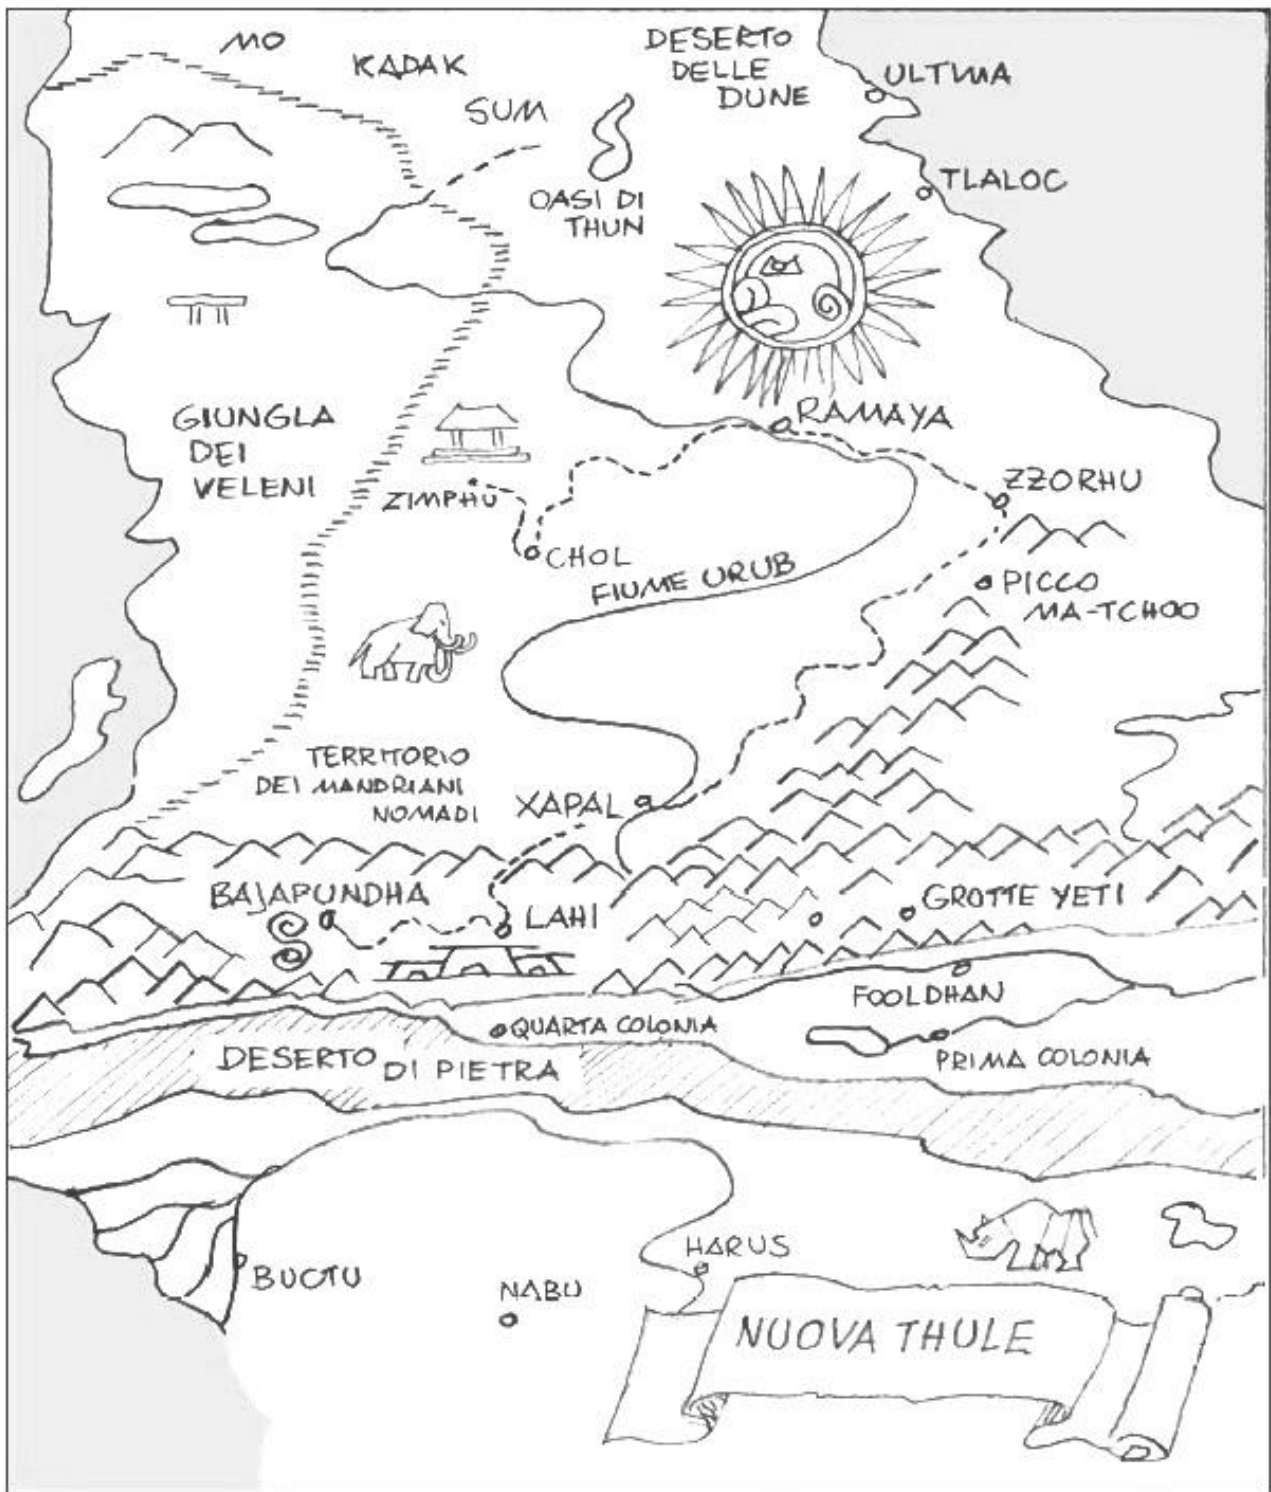 MO
KADAK
SUM
DESERTO
DELLE
DUNE
ULTIMA
TLALOC
OASI DI
THUN
GIUNGLA
DEI
VELENI
RAMAYA
ZIMPHU
ZZORHU
CHOL
FIUME URUB
PICCO
MA-TCHOO
TERRITORIO
DEI MANDRIANI
NOMADI
XAPAL
BAJAPUNDHA
LAHI
GROTTE YETI
FOOLDHAN
QUARTA COLONIA
PRIMA COLONIA
DESERTO
DI PIETRA
HARUS
BUOTU
NABU
NUOVA THULE